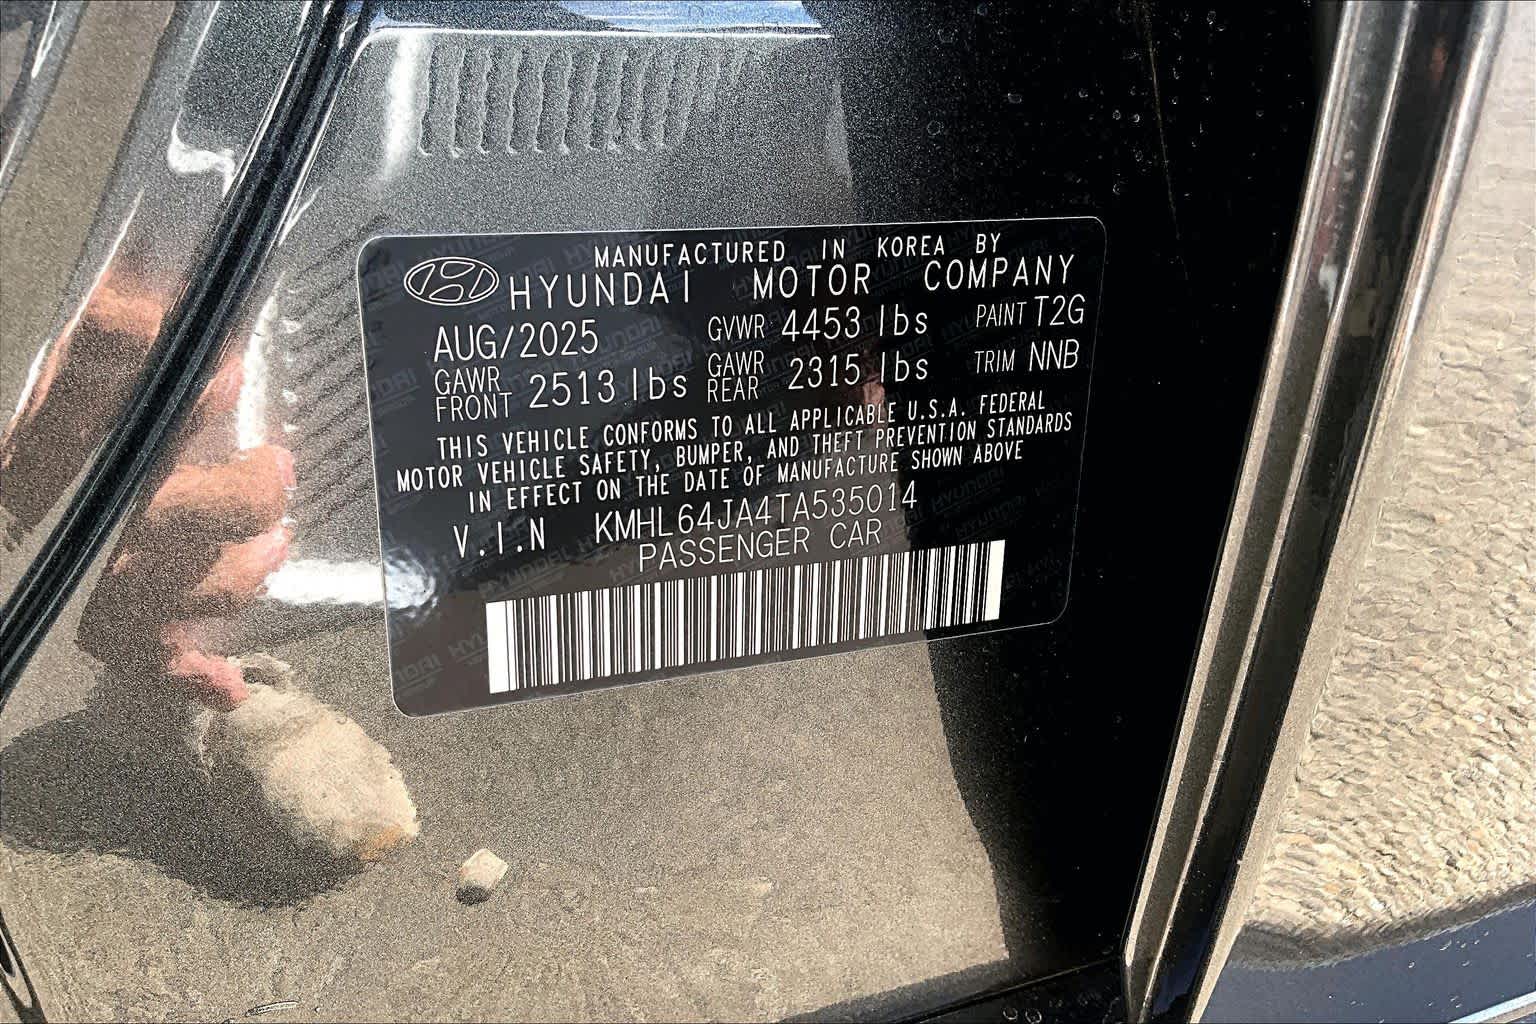 MANUFACTURED IN KOREA BY
HYUNDAI MOTOR COMPANY
AUG/2025 GVWR 4453 lbs PAINT T2G
GAWR FRONT 2513 lbs GAWR REAR 2315 lbs TRIM NNB
THIS VEHICLE CONFORMS TO ALL APPLICABLE U.S.A. FEDERAL
MOTOR VEHICLE SAFETY, BUMPER, AND THEFT PREVENTION STANDARDS
IN EFFECT ON THE DATE OF MANUFACTURE SHOWN ABOVE
V.I.N KMHL64JA4TA535014
PASSENGER CAR